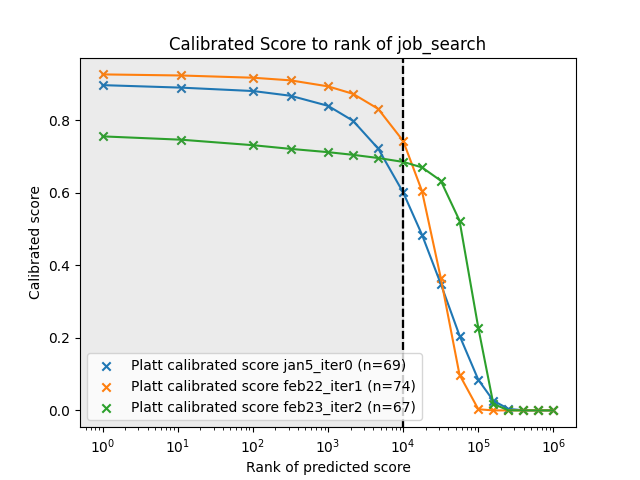 Calibrated Score to rank of job_search
Calibrated score
0.8
0.6
0.4
0.2
0.0
Platt calibrated score jan5_iter0 (n=69)
Platt calibrated score feb22_iter1 (n=74)
Platt calibrated score feb23_iter2 (n=67)
10⁰ 10¹ 10² 10³ 10⁴ 10⁵ 10⁶
Rank of predicted score